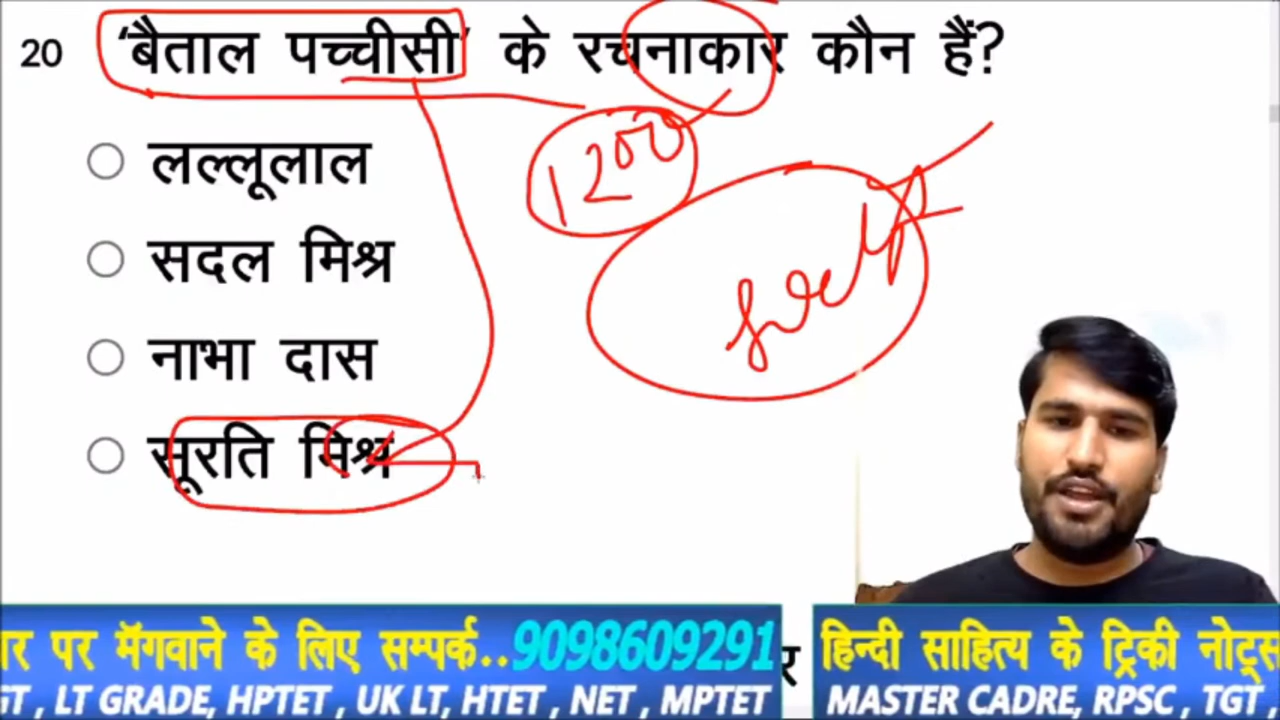 20 ‘बैताल पच्चीसी’ के रचनाकार कौन हैं?
1200
लल्लूलाल
सदल मिश्र
नाभा दास
सूरति मिश्र
र पर मँगवाने के लिए सम्पर्क..9098609291
र
हिन्दी साहित्य के ट्रिकी नोट्स
GT , LT GRADE, HPTET , UK LT, HTET , NET , MPTET
MASTER CADRE, RPSC , TGT ,